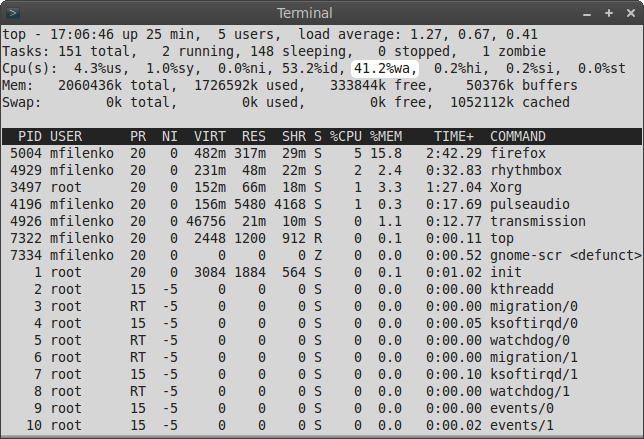 Terminal
top - 17:06:46 up 25 min,  5 users,  load average: 1.27, 0.67, 0.41
Tasks: 151 total,   2 running, 148 sleeping,   0 stopped,   1 zombie
Cpu(s):  4.3%us,  1.0%sy,  0.0%ni, 53.2%id, 41.2%wa,  0.2%hi,  0.2%si,  0.0%st
Mem:   2060436k total,  1726592k used,   333844k free,    50376k buffers
Swap:        0k total,        0k used,        0k free,  1052112k cached
  PID USER      PR  NI  VIRT  RES  SHR S %CPU %MEM    TIME+  COMMAND
 5004 mfilenko  20   0  482m 317m  29m S    5 15.8   2:42.29 firefox
 4929 mfilenko  20   0  231m  48m  22m S    2  2.4   0:32.83 rhythmbox
 3497 root      20   0  152m  66m  18m S    1  3.3   1:27.04 Xorg
 4196 mfilenko  20   0  156m 5480 4168 S    1  0.3   0:17.69 pulseaudio
 4926 mfilenko  20   0 46756  21m  10m S    0  1.1   0:12.77 transmission
 7322 mfilenko  20   0  2448 1200  912 R    0  0.1   0:00.11 top
 7334 mfilenko  20   0     0    0    0 Z    0  0.0   0:00.52 gnome-scr <defunct>
    1 root      20   0  3084 1884  564 S    0  0.1   0:01.02 init
    2 root      15  -5     0    0    0 S    0  0.0   0:00.00 kthreadd
    3 root      RT  -5     0    0    0 S    0  0.0   0:00.00 migration/0
    4 root      15  -5     0    0    0 S    0  0.0   0:00.05 ksoftirqd/0
    5 root      RT  -5     0    0    0 S    0  0.0   0:00.00 watchdog/0
    6 root      RT  -5     0    0    0 S    0  0.0   0:00.00 migration/1
    7 root      15  -5     0    0    0 S    0  0.0   0:00.10 ksoftirqd/1
    8 root      RT  -5     0    0    0 S    0  0.0   0:00.00 watchdog/1
    9 root      15  -5     0    0    0 S    0  0.0   0:00.00 events/0
   10 root      15  -5     0    0    0 S    0  0.0   0:00.02 events/1